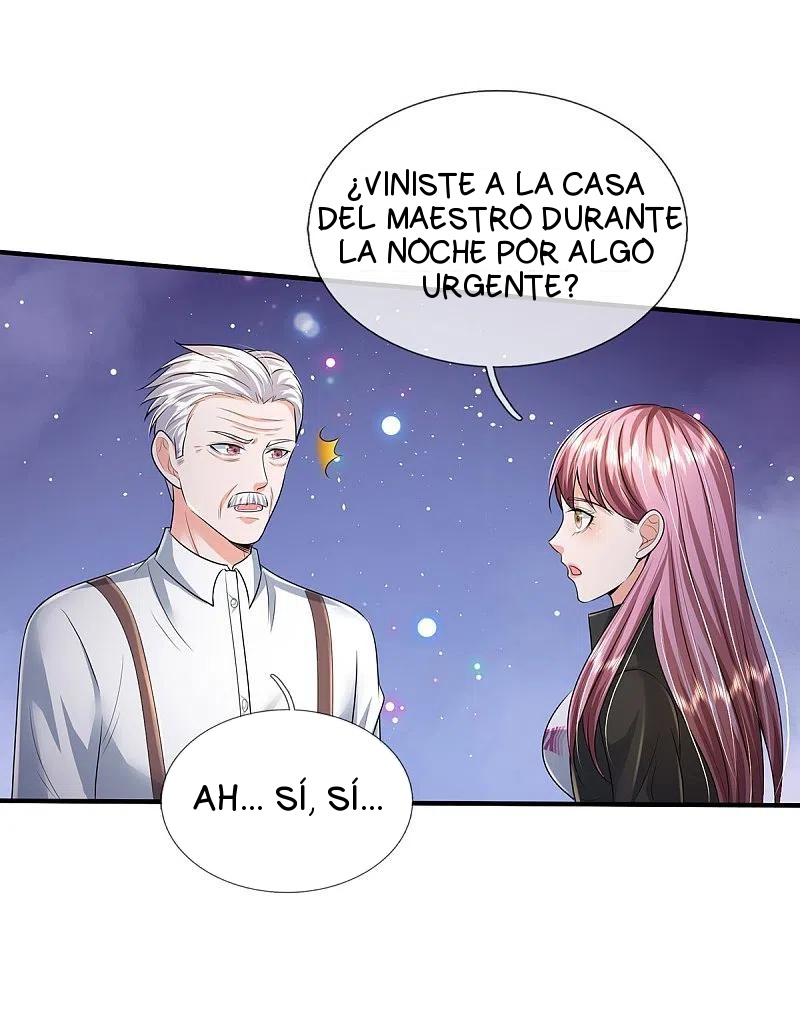 ¿VINISTE A LA CASA
DEL MAESTRO DURANTE
LA NOCHE POR ALGO
URGENTE?
AH... SÍ, SÍ...